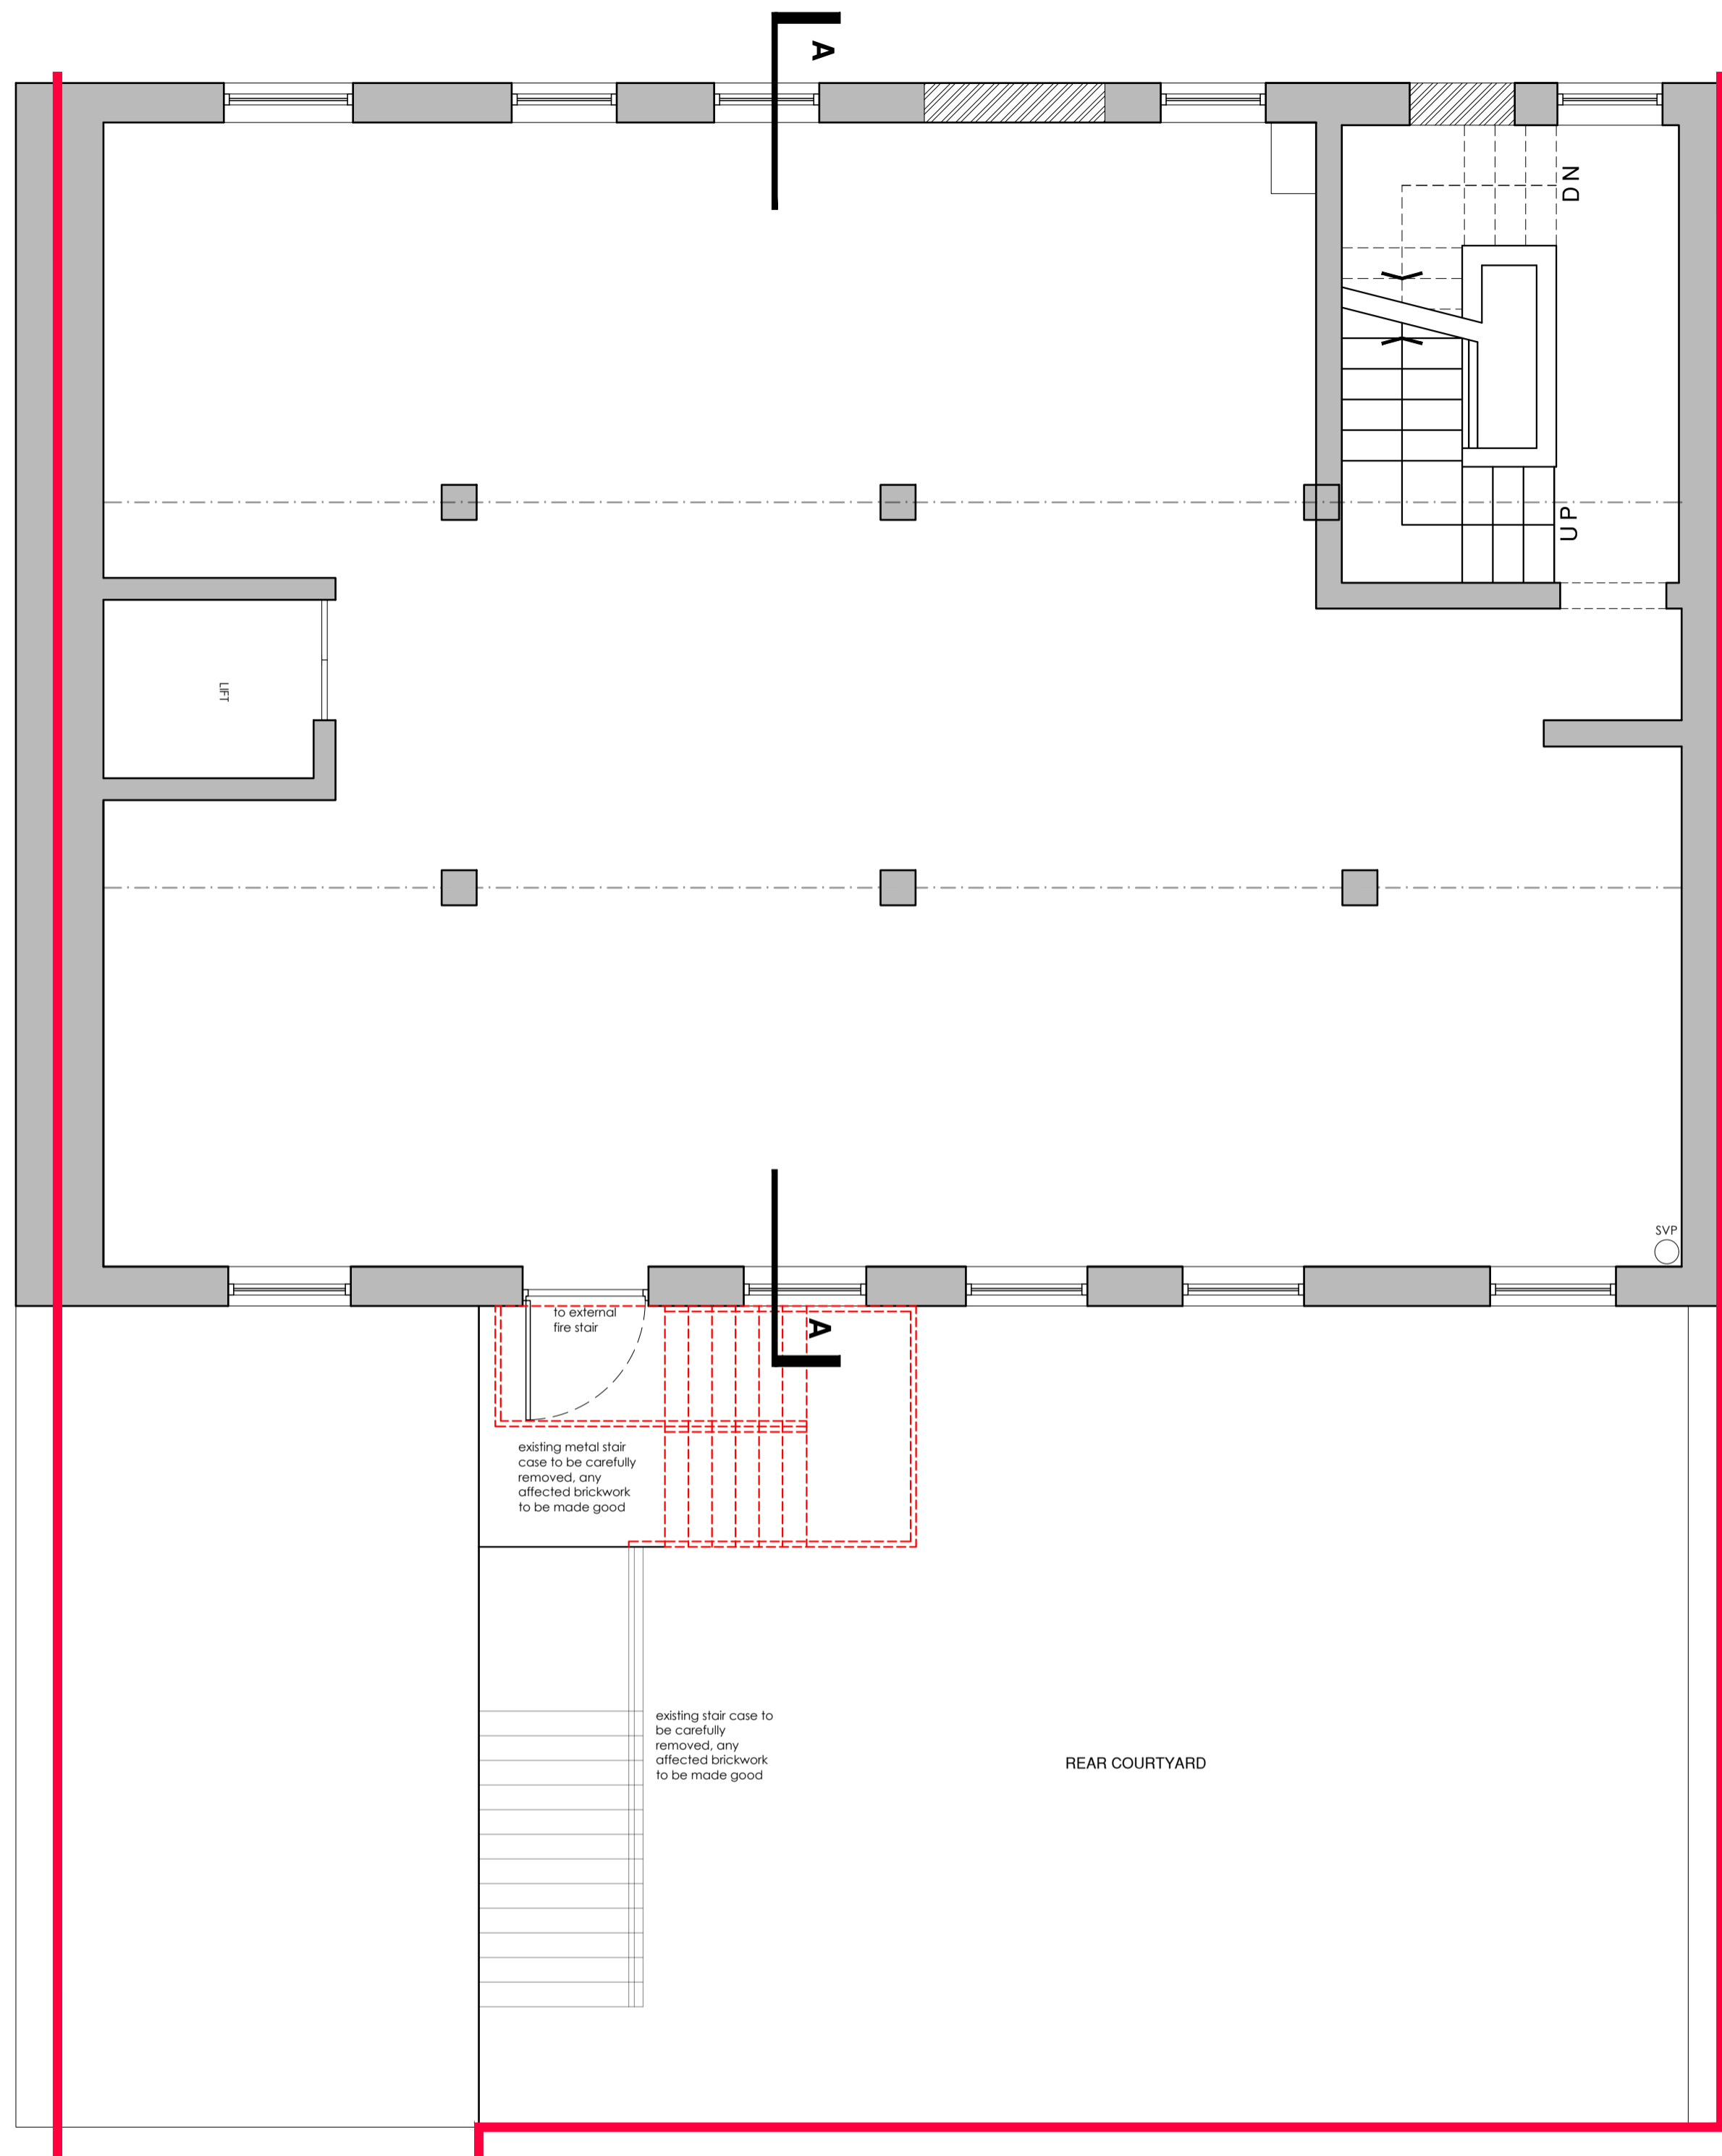 A
DN
UP
LIFT
SVP
to external
fire stair
A
existing metal stair
case to be carefully
removed, any
affected brickwork
to be made good
existing stair case to
be carefully
removed, any
affected brickwork
to be made good
REAR COURTYARD